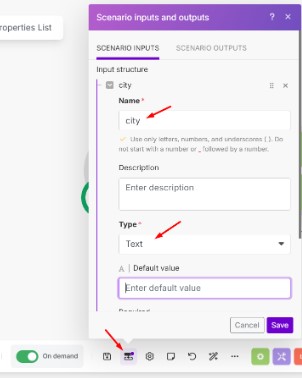 Scenario inputs and outputs
?
roperties List
SCENARIO INPUTS
SCENARIO OUTPUTS
Input structure
city
Name*
city
Use only letters, numbers, and underscores (_). Do
not start with a number or _ followed by a number.
Description
Enter description
Type*
Text
A | Default value
Enter default value
Required
Cancel
Save
On demand